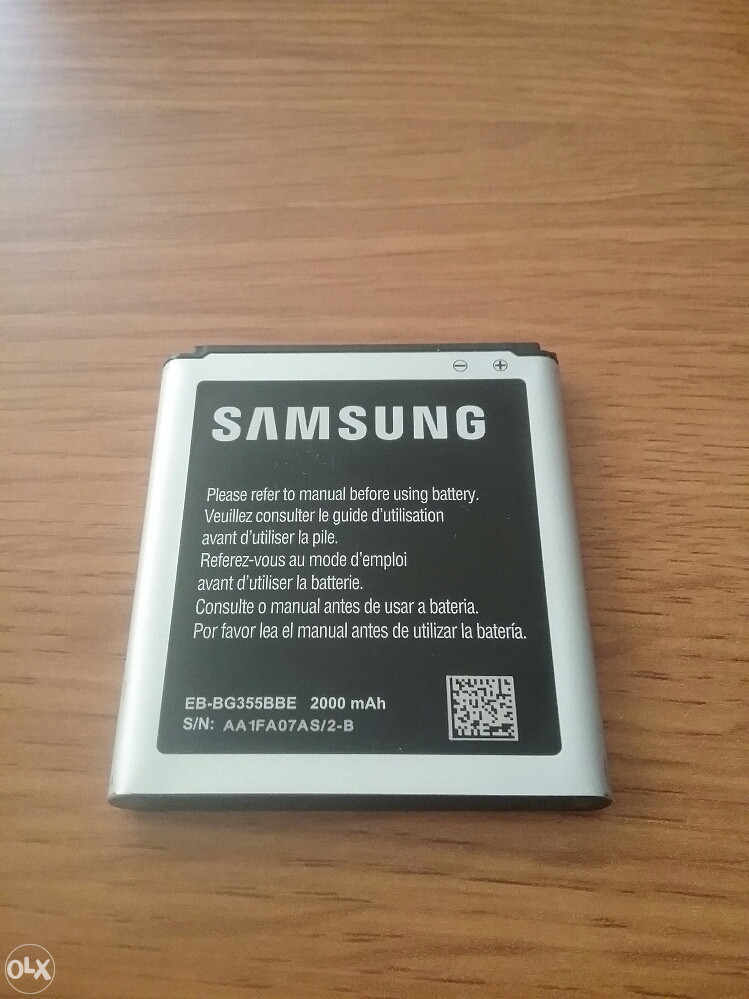 SAMSUNG
Please refer to manual before using battery.
Veuillez consulter le guide d'utilisation
avant d'utiliser la pile.
Referez-vous au mode d'emploi
avant d'utiliser la batterie.
Consulte o manual antes de usar a bateria.
Por favor lea el manual antes de utilizar la batería.
EB-BG355BBE 2000 mAh
S/N: AA1FA07AS/2-B
OLX